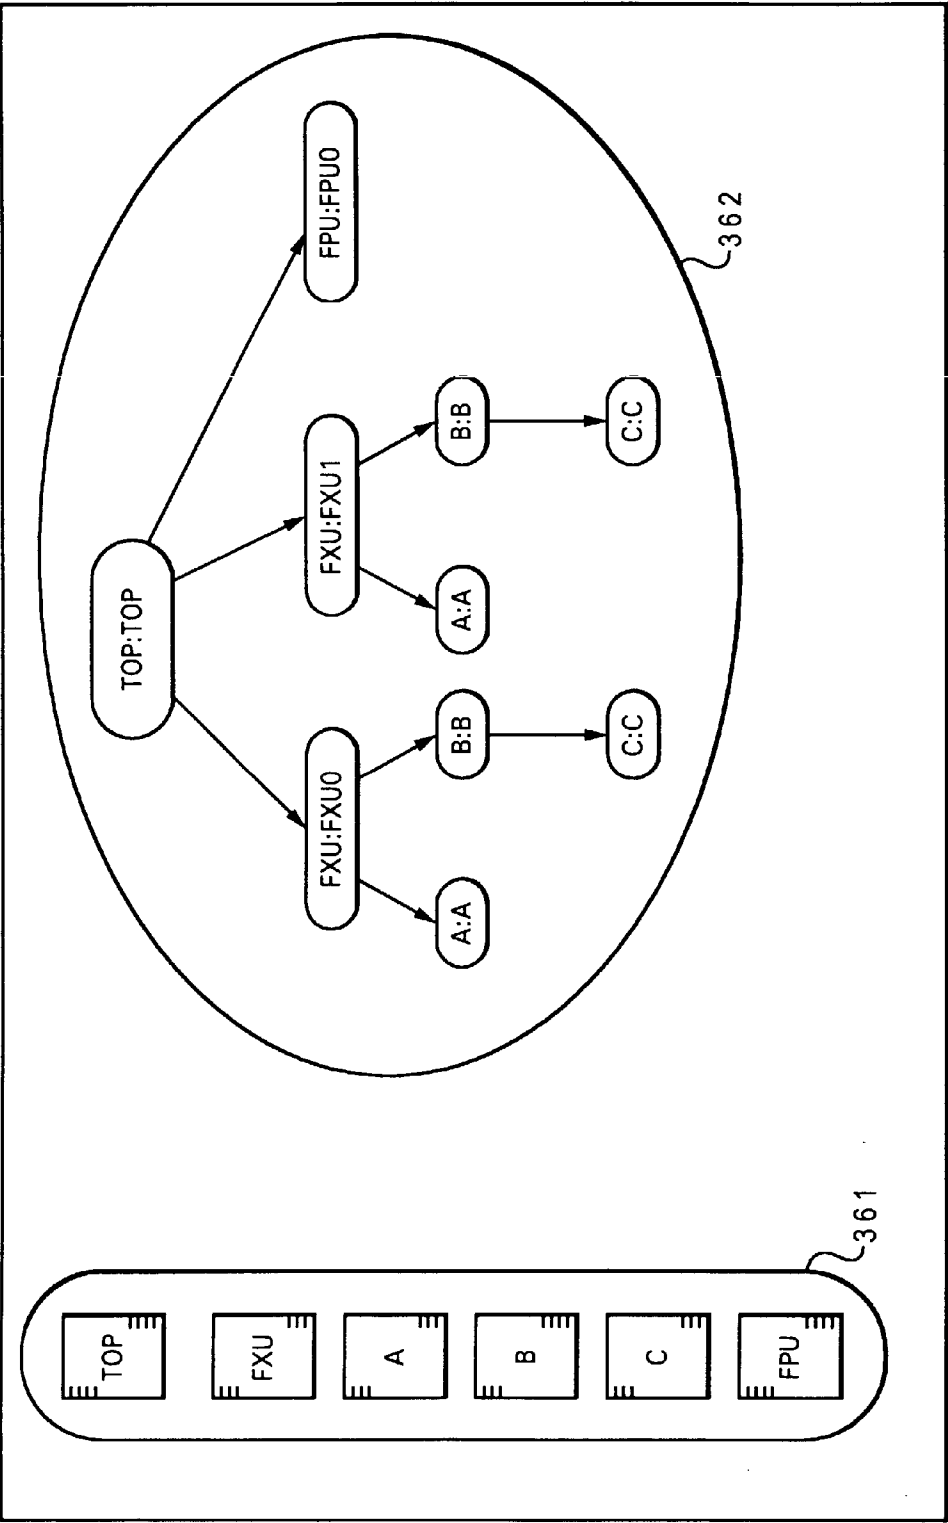 TOP
FXU
A
B
C
FPU
361
TOP:TOP
FXU:FXU0
FXU:FXU1
FPU:FPU0
A:A
B:B
A:A
B:B
C:C
C:C
362